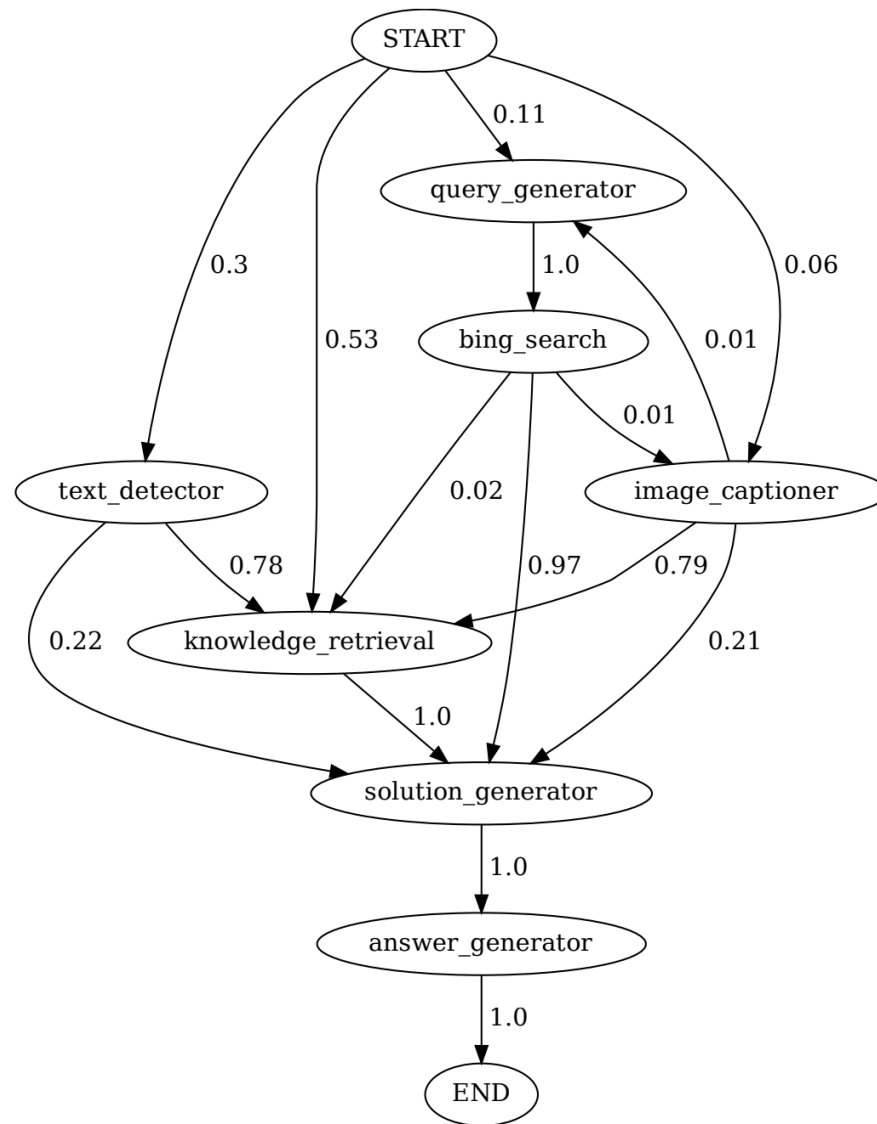 START
0.11
query_generator
0.3
0.53
1.0
0.06
bing_search
0.01
0.01
text_detector
0.02
image_captioner
0.78
0.97
0.79
0.22
knowledge_retrieval
0.21
1.0
solution_generator
1.0
answer_generator
1.0
END